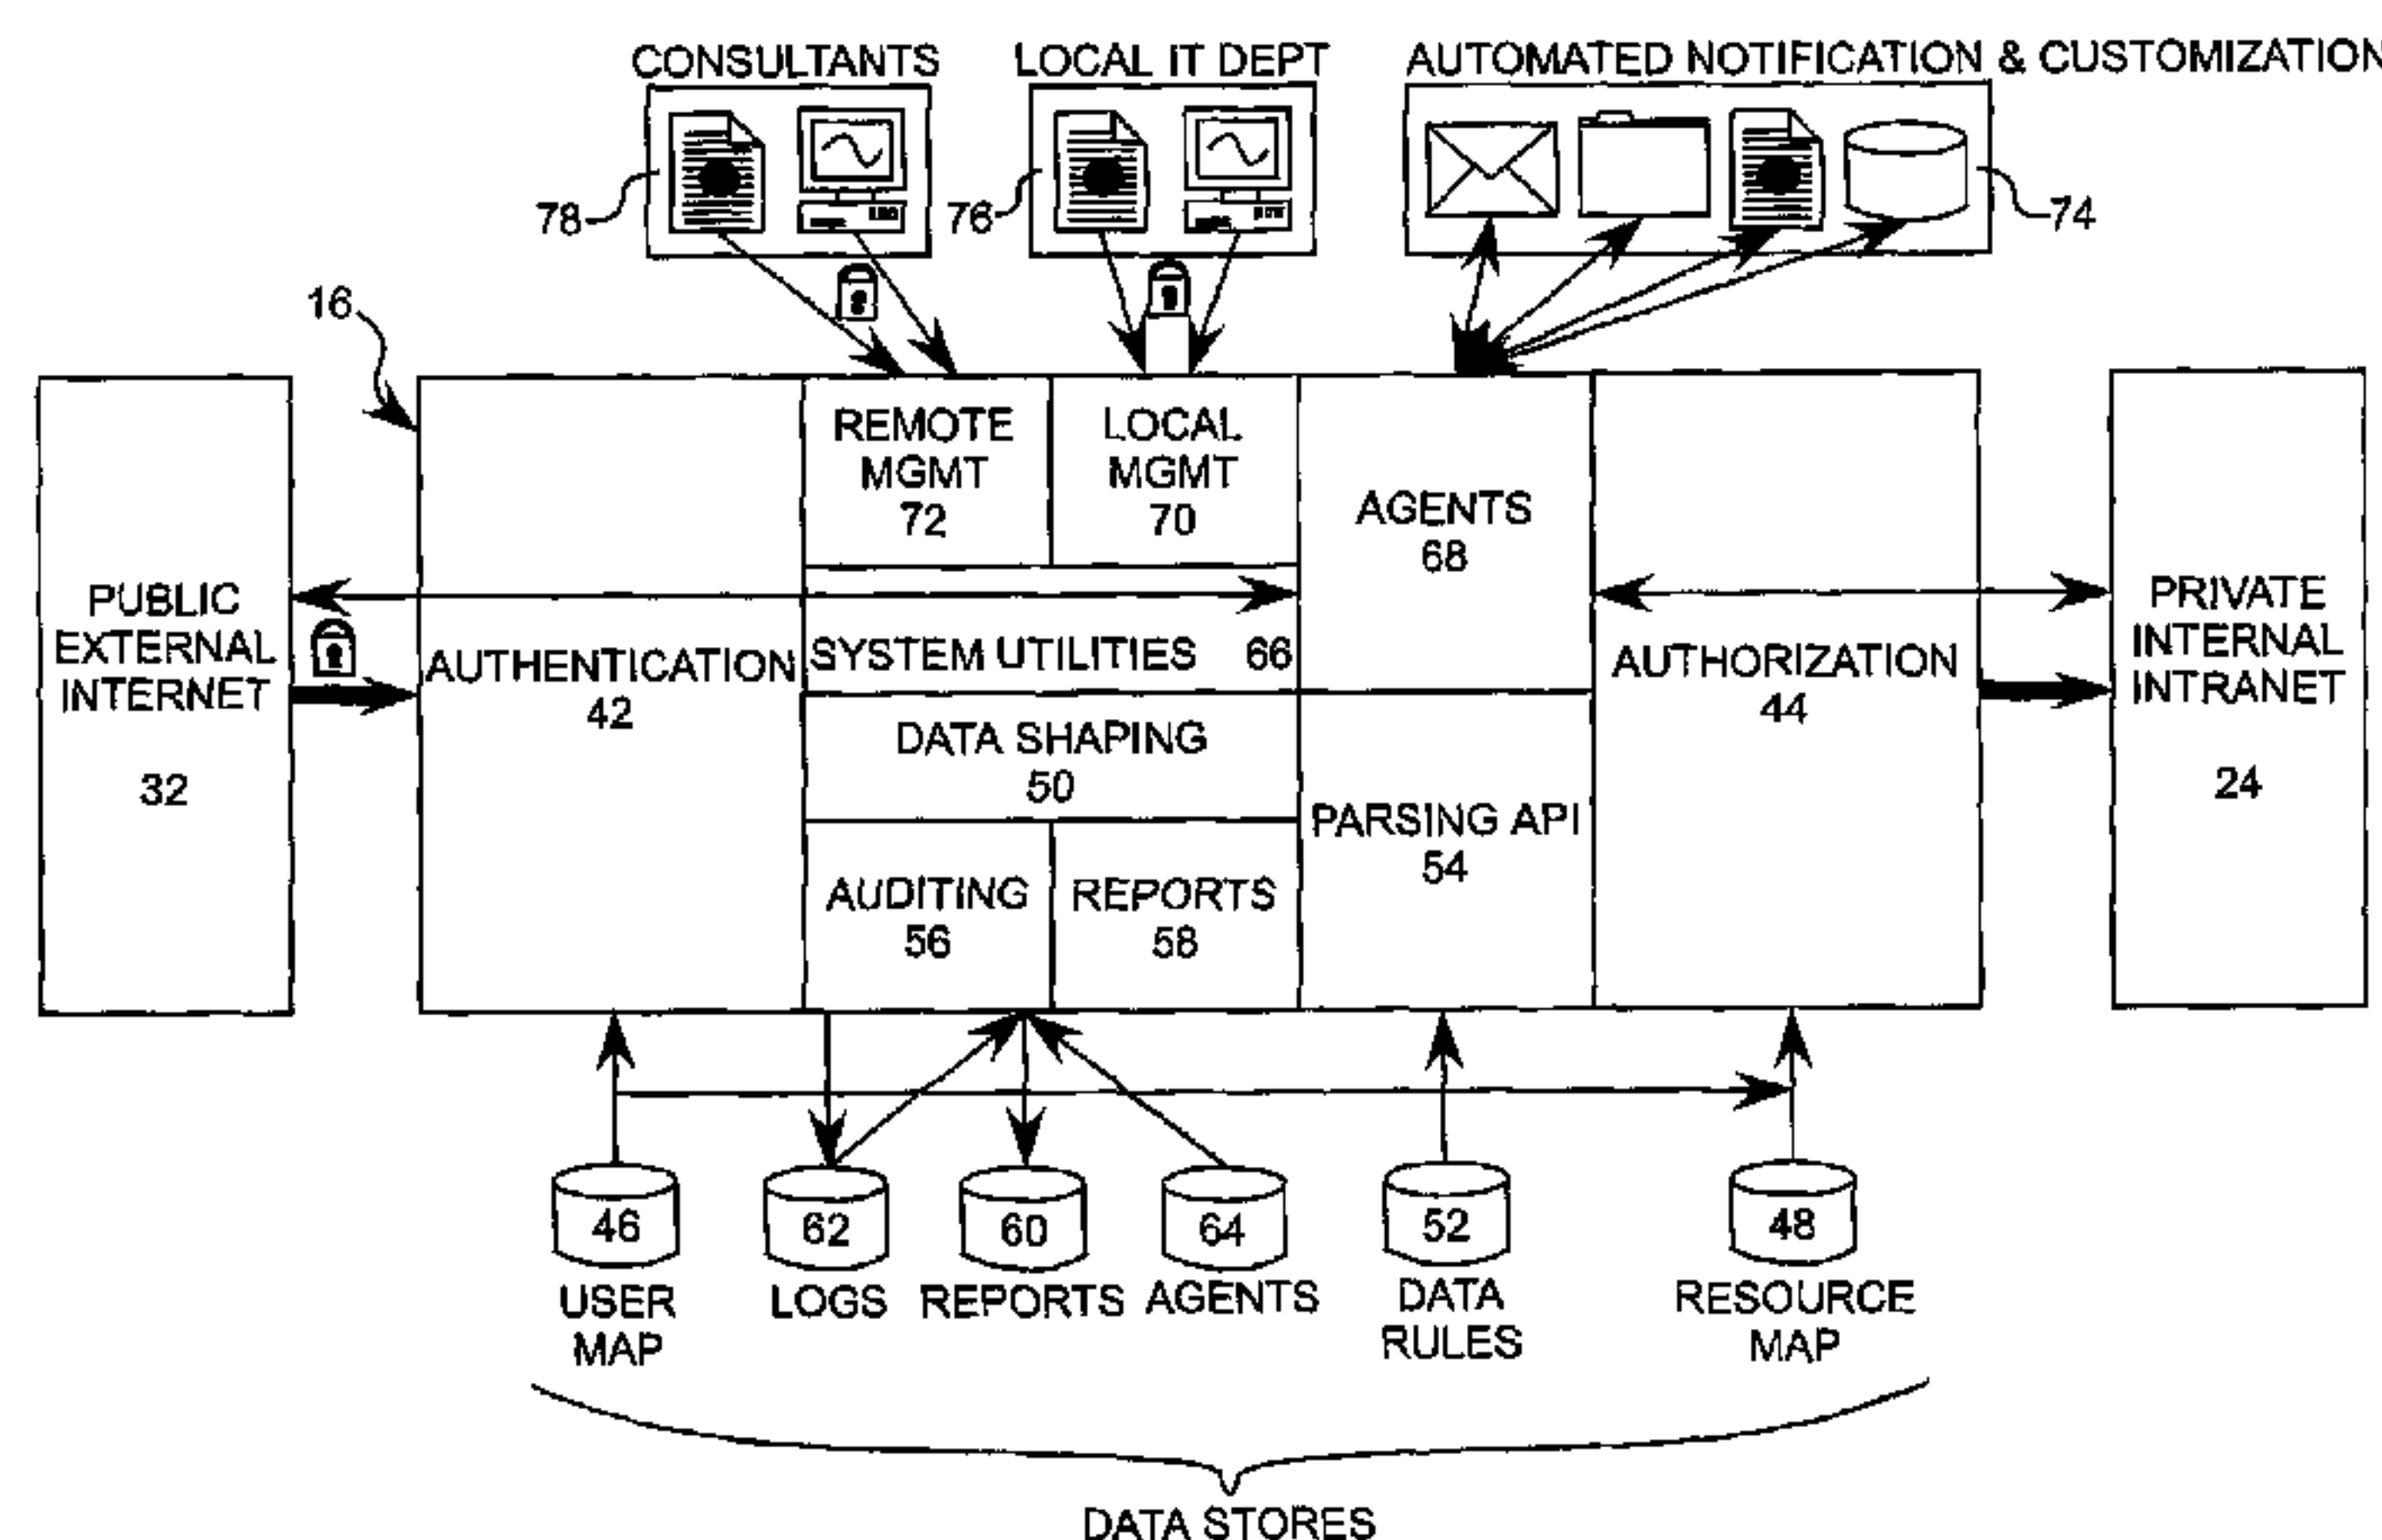 CONSULTANTS
LOCAL IT DEPT
AUTOMATED NOTIFICATION & CUSTOMIZATION
78
76
74
16
REMOTE
MGMT
72
LOCAL
MGMT
70
AGENTS
68
PUBLIC
EXTERNAL
INTERNET
32
AUTHENTICATION
42
SYSTEM UTILITIES 66
DATA SHAPING
50
AUDITING
56
REPORTS
58
PARSING API
54
AUTHORIZATION
44
PRIVATE
INTERNAL
INTRANET
24
46
62
60
64
52
48
USER
MAP
LOGS
REPORTS
AGENTS
DATA
RULES
RESOURCE
MAP
DATA STORES